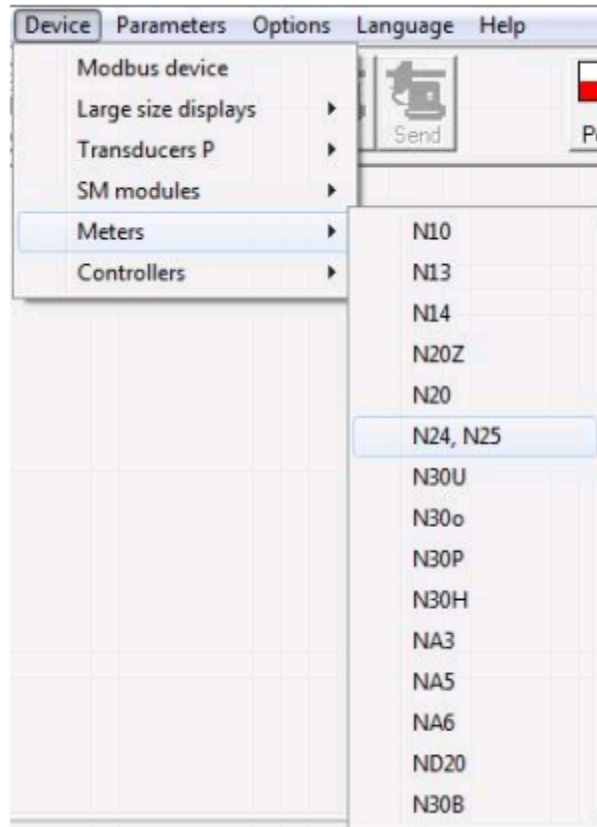 Device Parameters Options Language Help
Modbus device
Large size displays
Transducers P
SM modules
Meters
Controllers
Send
N10
N13
N14
N20Z
N20
N24, N25
N30U
N30o
N30P
N30H
NA3
NA5
NA6
ND20
N30B